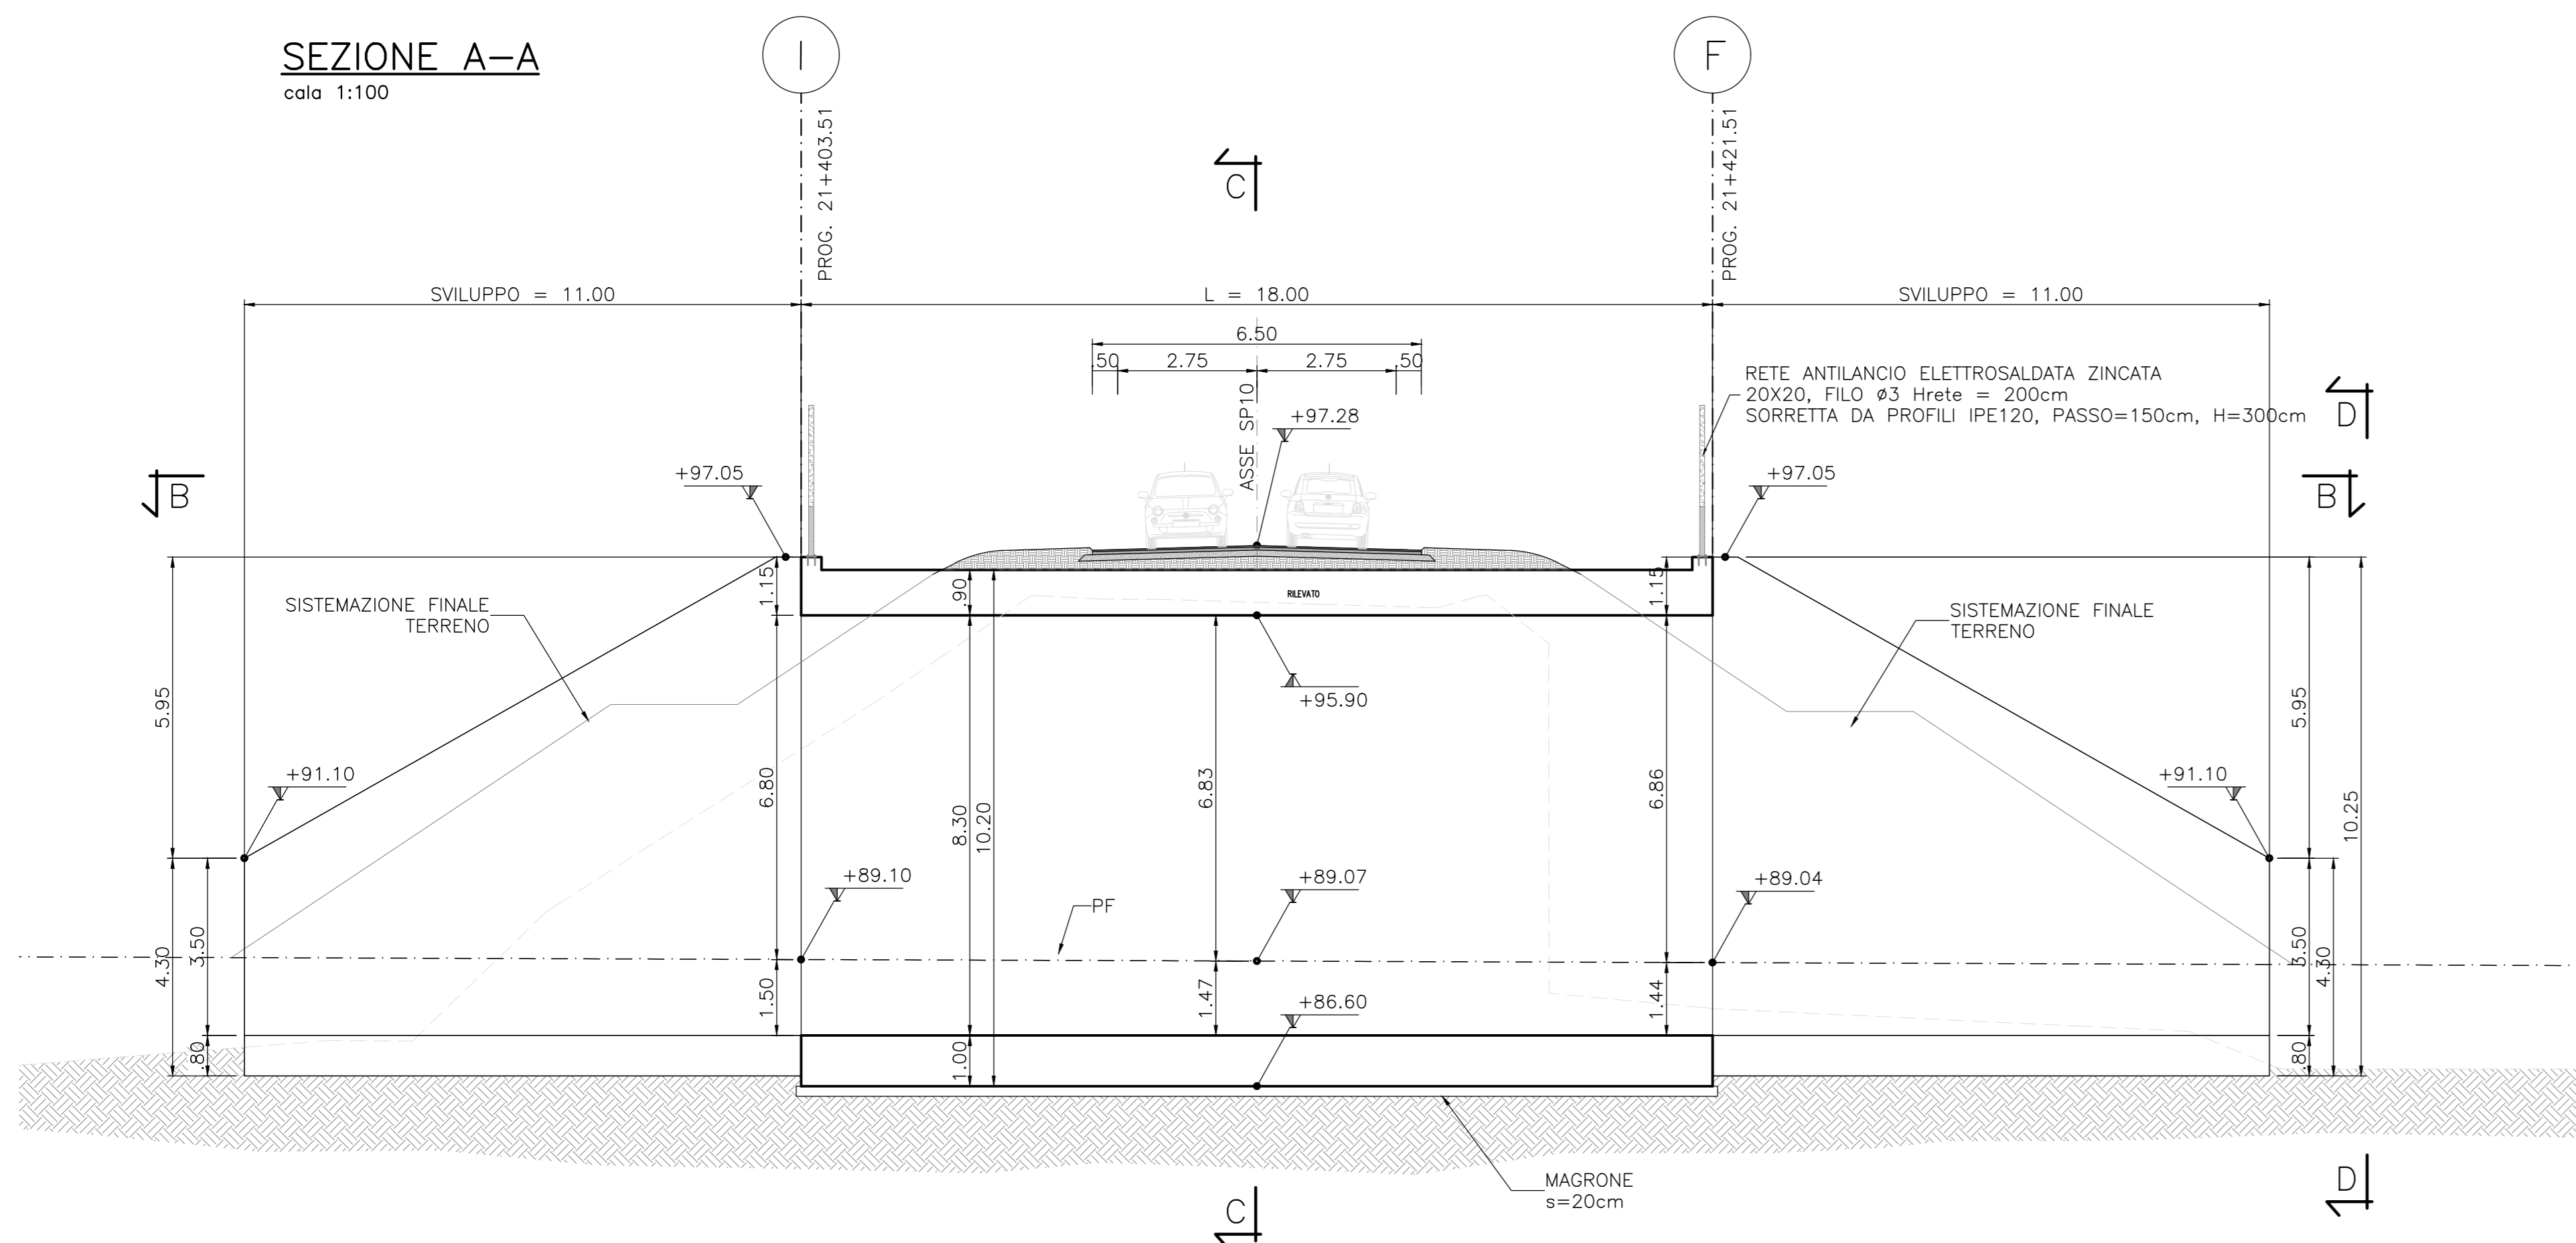 SEZIONE A-A
cala 1:100
I
F
PROG. 21+403.51
PROG. 21+421.51
C
SVILUPPO = 11.00
L = 18.00
SVILUPPO = 11.00
6.50
.50
2.75
2.75
.50
ASSE SP10
+97.28
RETE ANTILANCIO ELETTROSALDATA ZINCATA
20X20, FILO ø3 Hrete = 200cm
SORRETTA DA PROFILI IPE120, PASSO=150cm, H=300cm
D
B
+97.05
+97.05
B
1.15
.90
RILEVATO
1.15
SISTEMAZIONE FINALE
TERRENO
SISTEMAZIONE FINALE
TERRENO
+95.90
5.95
5.95
+91.10
6.80
8.30
10.20
6.83
6.86
+91.10
10.25
+89.10
+89.07
+89.04
PF
4.30
3.50
1.50
1.47
1.44
3.50
4.30
+86.60
.80
1.00
.80
MAGRONE
s=20cm
C
D